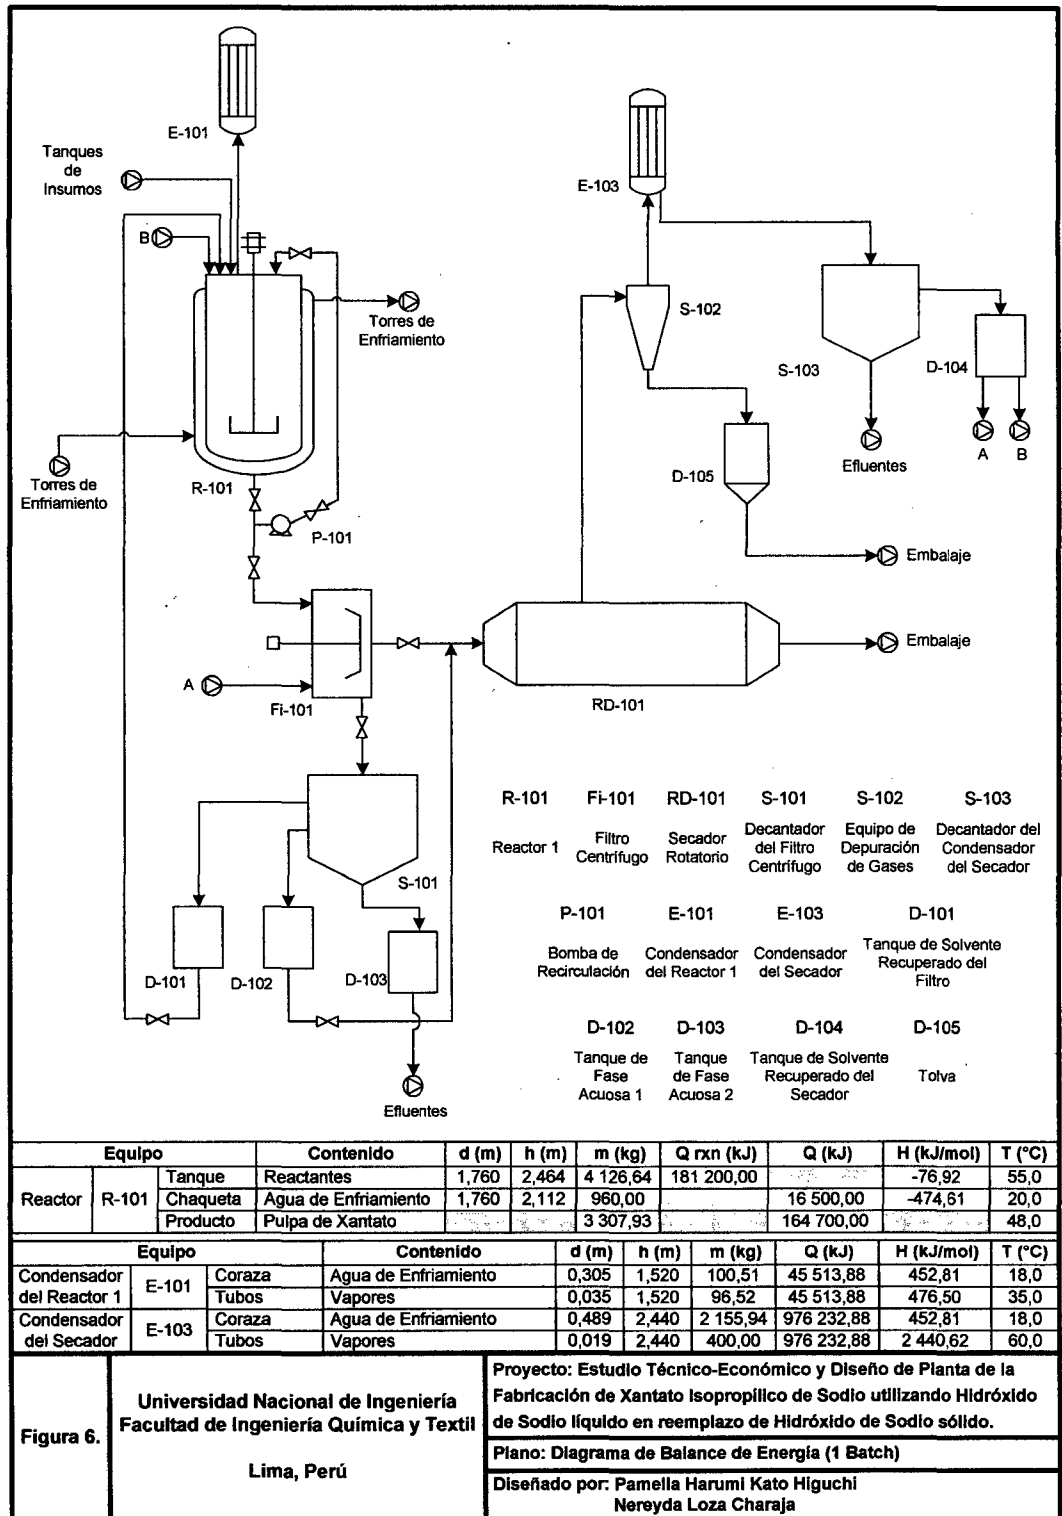 E-101
Tanques
de
Insumos
B
E-103
S-102
Torres de
Enfriamiento
S-103
D-104
A
B
Efluentes
D-105
Torres de
Enfriamiento
R-101
P-101
Embalaje
Embalaje
A
Fi-101
RD-101
S-101
D-101
D-102
D-103
Efluentes
R-101 Fi-101 RD-101 S-101 S-102 S-103
Reactor 1
Filtro
Centrífugo
Secador
Rotatorio
Decantador
del Filtro
Centrífugo
Equipo de
Depuración
de Gases
Decantador del
Condensador
del Secador
P-101 E-101 E-103 D-101
Bomba de
Recirculación
Condensador
del Reactor 1
Condensador
del Secador
Tanque de Solvente
Recuperado del
Filtro
D-102 D-103 D-104 D-105
Tanque de
Fase
Acuosa 1
Tanque
de Fase
Acuosa 2
Tanque de Solvente
Recuperado del
Secador
Tolva
Equipo Contenido d (m) h (m) m (kg) Q rxn (kJ) Q (kJ) H (kJ/mol) T (°C)
Reactor R-101 Tanque Reactantes 1,760 2,464 4 126,64 181 200,00 -76,92 55,0
Chaqueta Agua de Enfriamiento 1,760 2,112 960,00 16 500,00 -474,61 20,0
Producto Pulpa de Xantato 3 307,93 164 700,00 48,0
Equipo Contenido d (m) h (m) m (kg) Q (kJ) H (kJ/mol) T (°C)
Condensador del Reactor 1 E-101 Coraza Agua de Enfriamiento 0,305 1,520 100,51 45 513,88 452,81 18,0
Tubos Vapores 0,035 1,520 96,52 45 513,88 476,50 35,0
Condensador del Secador E-103 Coraza Agua de Enfriamiento 0,489 2,440 2 155,94 976 232,88 452,81 18,0
Tubos Vapores 0,019 2,440 400,00 976 232,88 2 440,62 60,0
Figura 6.
Universidad Nacional de Ingeniería
Facultad de Ingeniería Química y Textil
Lima, Perú
Proyecto: Estudio Técnico-Económico y Diseño de Planta de la
Fabricación de Xantato Isopropílico de Sodio utilizando Hidróxido
de Sodio líquido en reemplazo de Hidróxido de Sodio sólido.
Plano: Diagrama de Balance de Energía (1 Batch)
Diseñado por: Pamella Harumi Kato Higuchi
Nereyda Loza Charaja